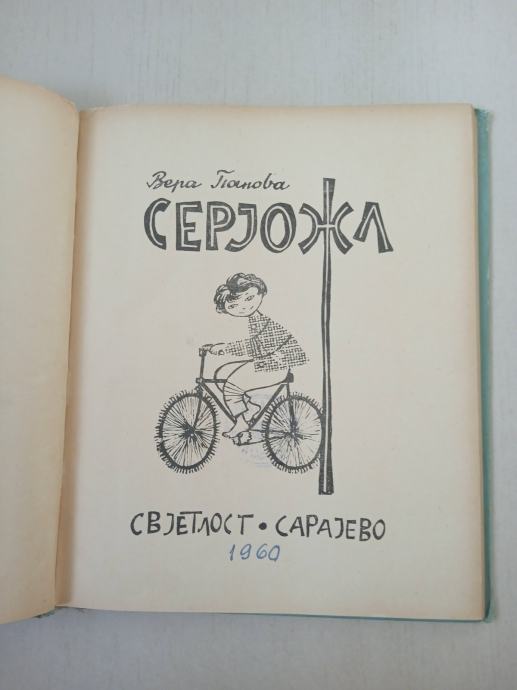 Вера Панова
СЕРЈОЖА
СВЈЕТЛОСТ • САРАЈЕВО
1960